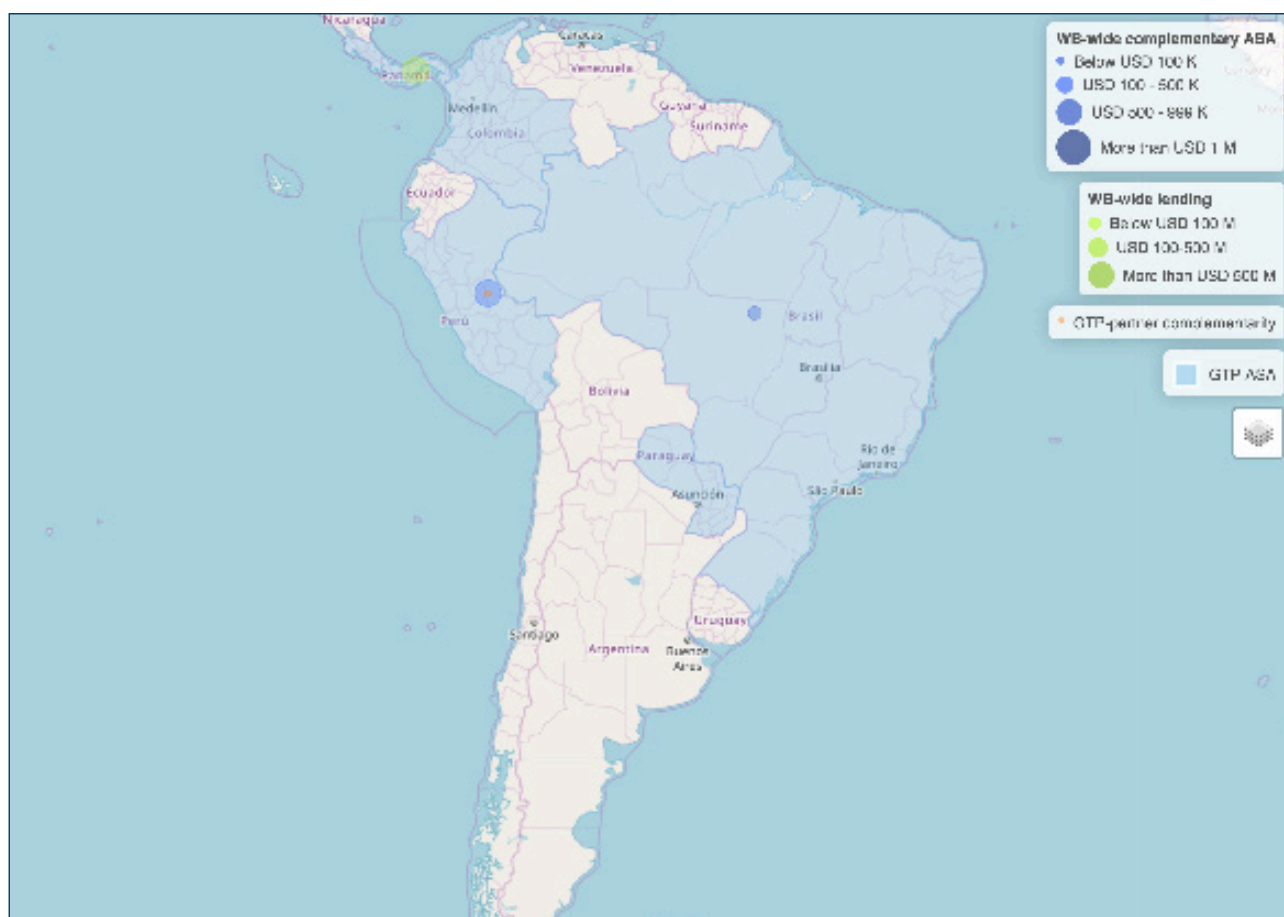 Nicaragua
Caracas
Panamá
Venezuela
Medellín
Guyana
Suriname
Colombia
Ecuador
Perú
Brasil
Brasília
Bolivia
Paraguay
Rio de
Janeiro
São Paulo
Asunción
Uruguay
Santiago
Argentina
Buenos
Aires
WB-wide complementary ASA
Below USD 100 K
USD 100 - 500 K
USD 500 - 999 K
More than USD 1 M
WB-wide lending
Below USD 100 M
USD 100-500 M
More than USD 500 M
GTP-partner complementarity
GTP ASA